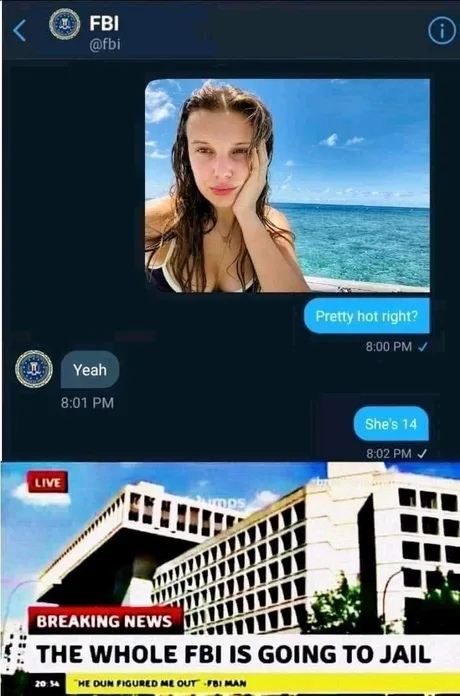 FBI
@fbi
Pretty hot right?
8:00 PM
Yeah
8:01 PM
She's 14
8:02 PM
LIVE
BREAKING NEWS
THE WHOLE FBI IS GOING TO JAIL
20:34
"HE DUN FIGURED ME OUT" -FBI MAN